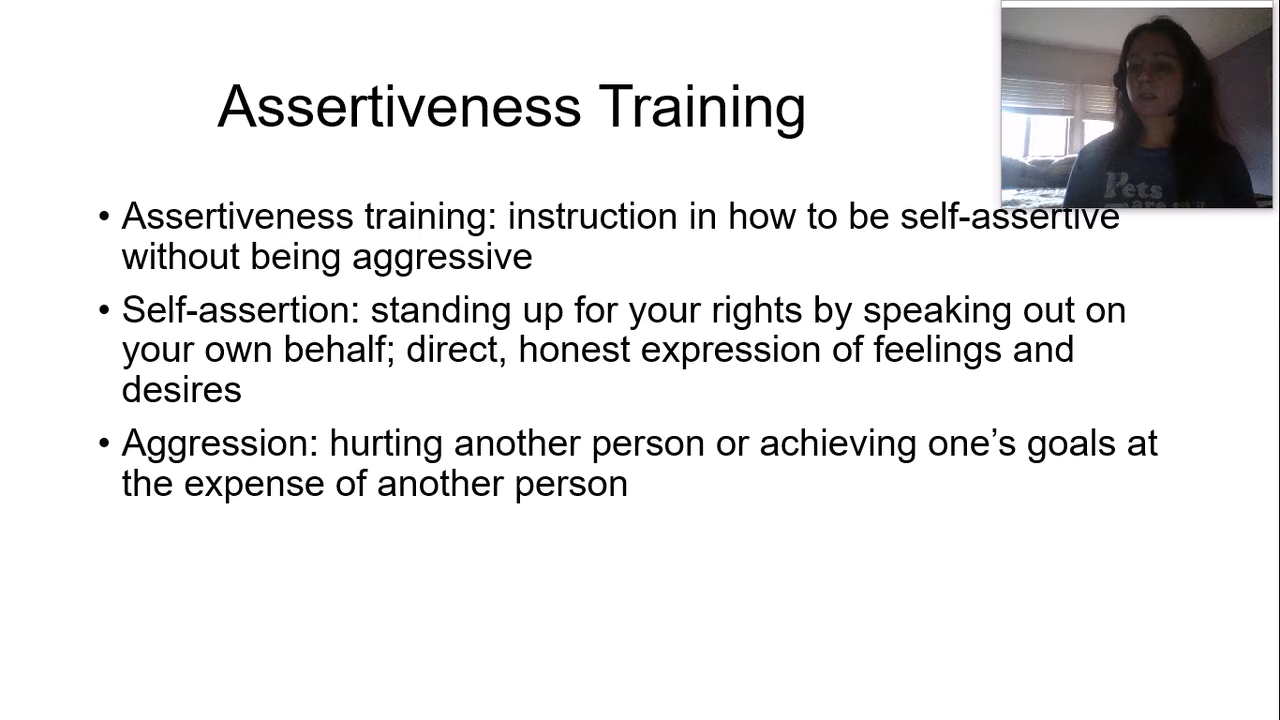 Assertiveness Training
• Assertiveness training: instruction in how to be self-assertive
without being aggressive
• Self-assertion: standing up for your rights by speaking out on
your own behalf; direct, honest expression of feelings and
desires
• Aggression: hurting another person or achieving one’s goals at
the expense of another person
Pets
are